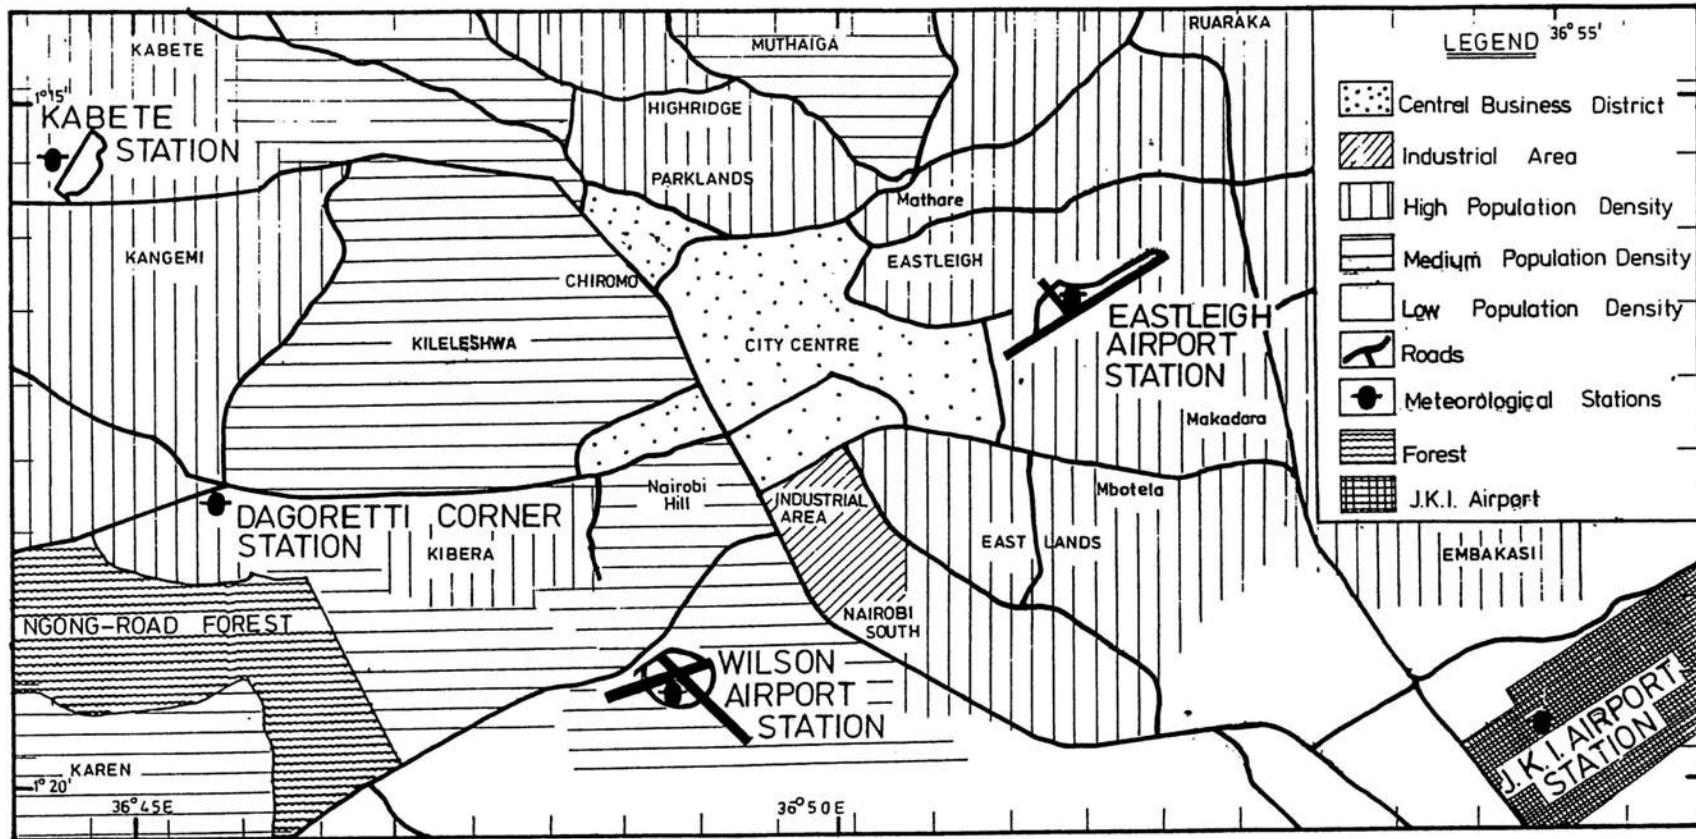 RUARAKA
36°55'
KABETE
MUTHAIGA
LEGEND
1°15'
KABETE
STATION
HIGHRIDGE
Central Business District
Industrial Area
PARKLANDS
Mathare
High Population Density
KANGEMI
EASTLEIGH
Medium Population Density
CHIROMO
Low Population Density
EASTLEIGH
AIRPORT
STATION
KILELESHWA
CITY CENTRE
Roads
Meteorological Stations
Makadara
Forest
Nairobi
Hill
INDUSTRIAL
AREA
Mbotela
J.K.I. Airport
DAGORETTI CORNER
STATION
KIBERA
EAST LANDS
EMBAKASI
NGONG-ROAD FOREST
NAIROBI
SOUTH
WILSON
AIRPORT
STATION
J.K.I. AIRPORT
STATION
KAREN
1°20'
36°45E
36°50E